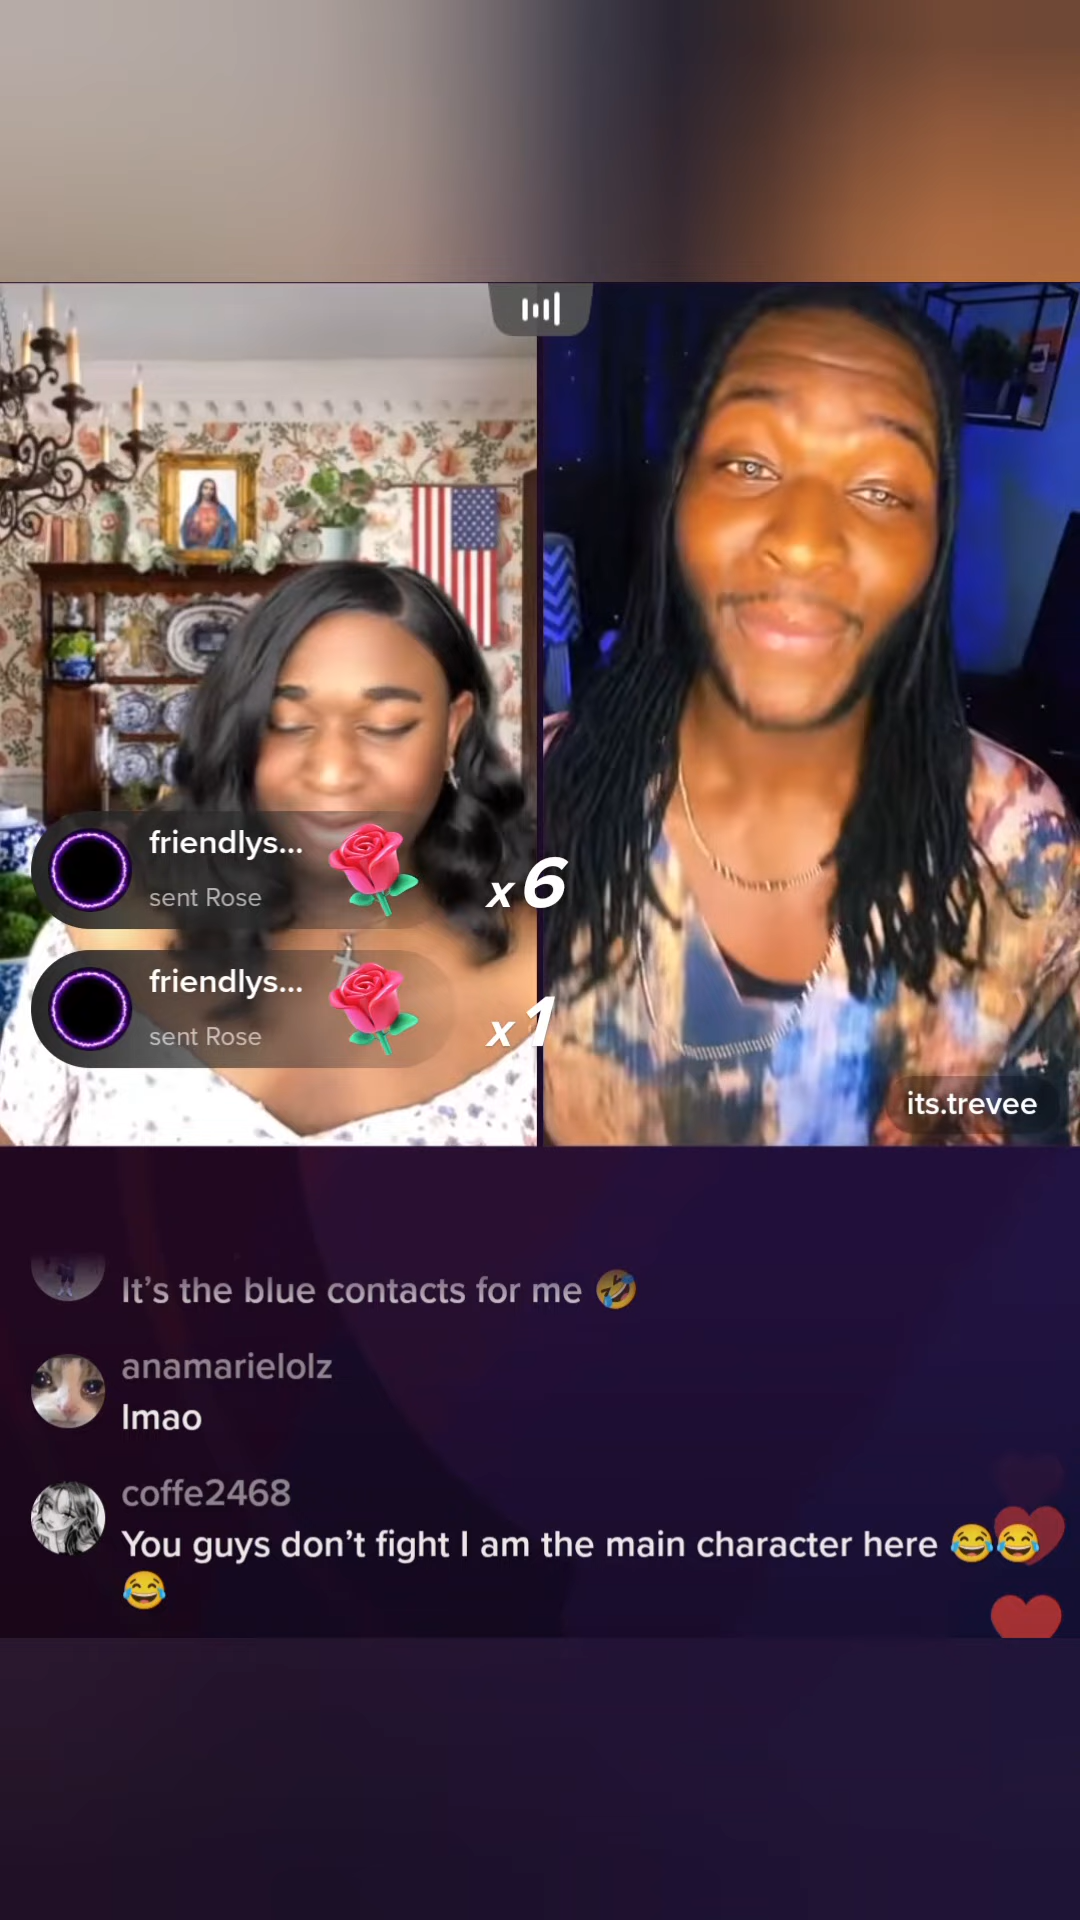 friendlys...
sent Rose
x6
friendlys...
sent Rose
x1
its.trevee
It’s the blue contacts for me 🤣
anamarielolz
lmao
coffe2468
You guys don’t fight I am the main character here 😂😂
😂